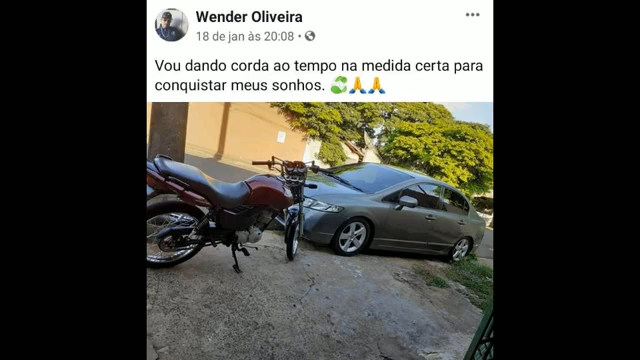 Wender Oliveira
18 de jan às 20:08 •
Vou dando corda ao tempo na medida certa para
conquistar meus sonhos. ♻️🙏🙏